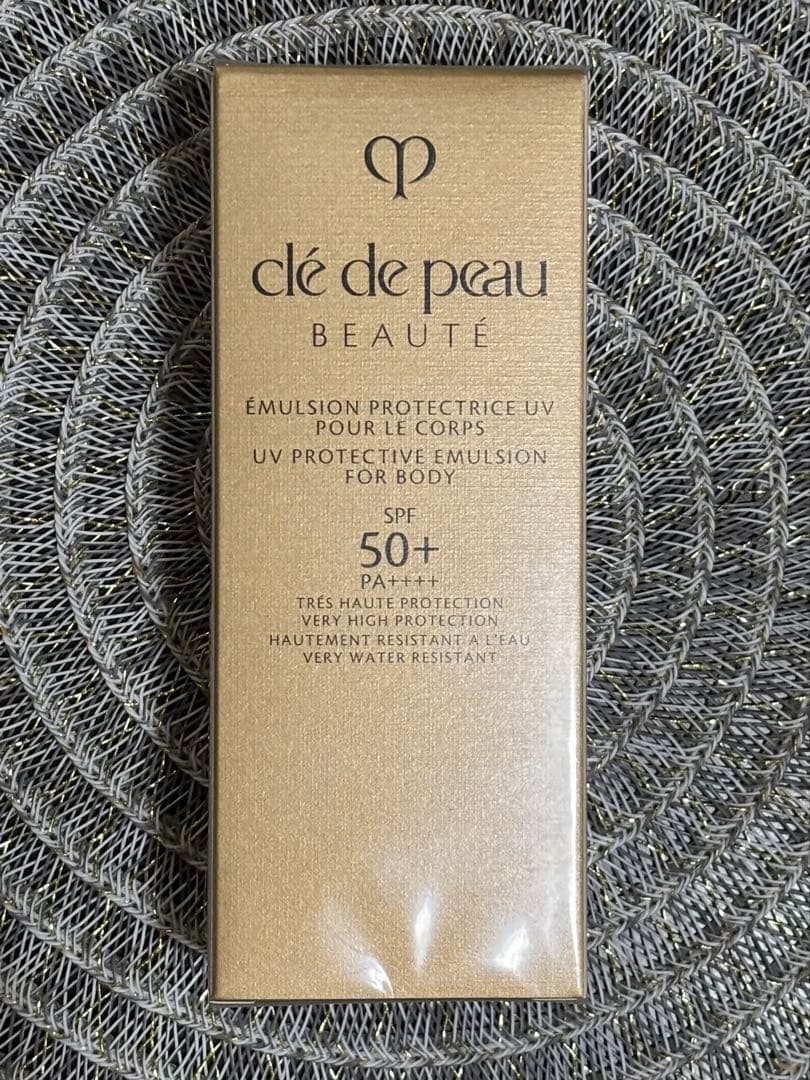 clé de peau
BEAUTÉ
ÉMULSION PROTECTRICE UV
POUR LE CORPS
UV PROTECTIVE EMULSION
FOR BODY
SPF
50+
PA++++
TRÉS HAUTE PROTECTION
VERY HIGH PROTECTION
HAUTEMENT RESISTANT A L'EAU
VERY WATER RESISTANT